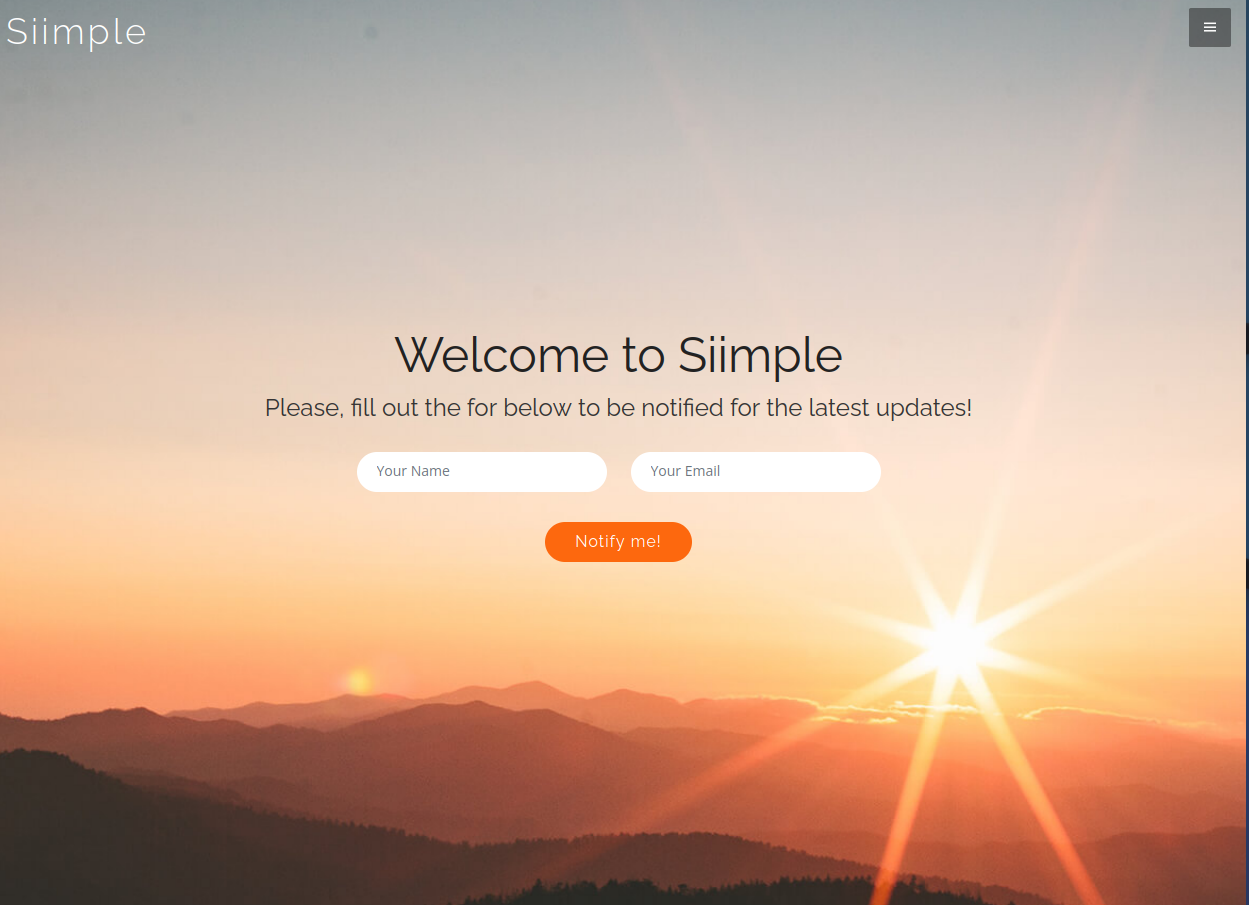 Siimple
Welcome to Siimple
Please, fill out the for below to be notified for the latest updates!
Your Name
Your Email
Notify me!